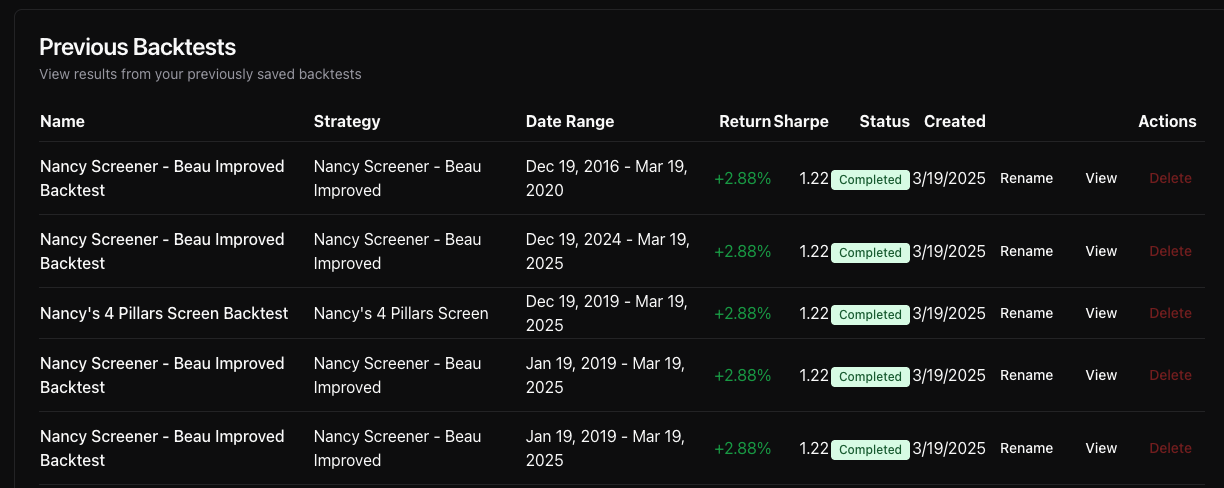 Previous Backtests
View results from your previously saved backtests
Name Strategy Date Range Return Sharpe Status Created Actions
Nancy Screener - Beau Improved Backtest Nancy Screener - Beau Improved Dec 19, 2016 - Mar 19, 2020 +2.88% 1.22 Completed 3/19/2025 Rename View Delete
Nancy Screener - Beau Improved Backtest Nancy Screener - Beau Improved Dec 19, 2024 - Mar 19, 2025 +2.88% 1.22 Completed 3/19/2025 Rename View Delete
Nancy's 4 Pillars Screen Backtest Nancy's 4 Pillars Screen Dec 19, 2019 - Mar 19, 2025 +2.88% 1.22 Completed 3/19/2025 Rename View Delete
Nancy Screener - Beau Improved Backtest Nancy Screener - Beau Improved Jan 19, 2019 - Mar 19, 2025 +2.88% 1.22 Completed 3/19/2025 Rename View Delete
Nancy Screener - Beau Improved Backtest Nancy Screener - Beau Improved Jan 19, 2019 - Mar 19, 2025 +2.88% 1.22 Completed 3/19/2025 Rename View Delete